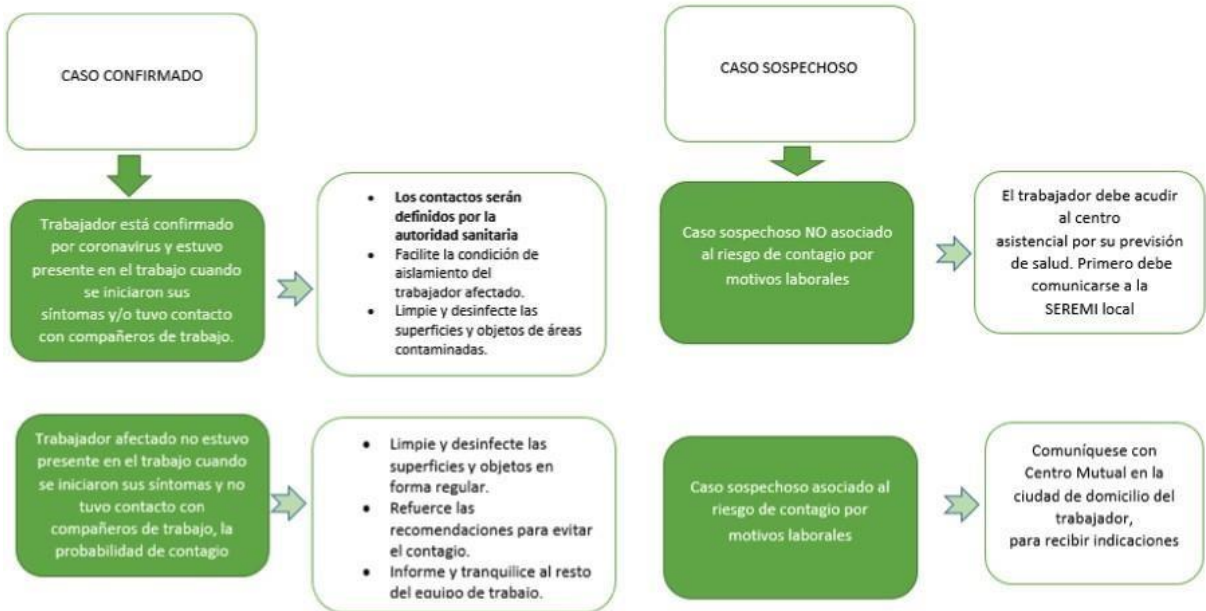 CASO CONFIRMADO
Trabajador está confirmado
por coronavirus y estuvo
presente en el trabajo cuando
se iniciaron sus
síntomas y/o tuvo contacto
con compañeros de trabajo.
• Los contactos serán
definidos por la
autoridad sanitaria
• Facilite la condición de
aislamiento del
trabajador afectado.
• Limpie y desinfecte las
superficies y objetos de áreas
contaminadas.
Trabajador afectado no estuvo
presente en el trabajo cuando
se iniciaron sus síntomas y no
tuvo contacto con
compañeros de trabajo, la
probabilidad de contagio
• Limpie y desinfecte las
superficies y objetos en
forma regular.
• Refuerce las
recomendaciones para evitar
el contagio.
• Informe y tranquilice al resto
del equipo de trabajo.
CASO SOSPECHOSO
Caso sospechoso NO asociado
al riesgo de contagio por
motivos laborales
El trabajador debe acudir
al centro
asistencial por su previsión
de salud. Primero debe
comunicarse a la
SEREMI local
Caso sospechoso asociado al
riesgo de contagio por
motivos laborales
Comuníquese con
Centro Mutual en la
ciudad de domicilio del
trabajador,
para recibir indicaciones